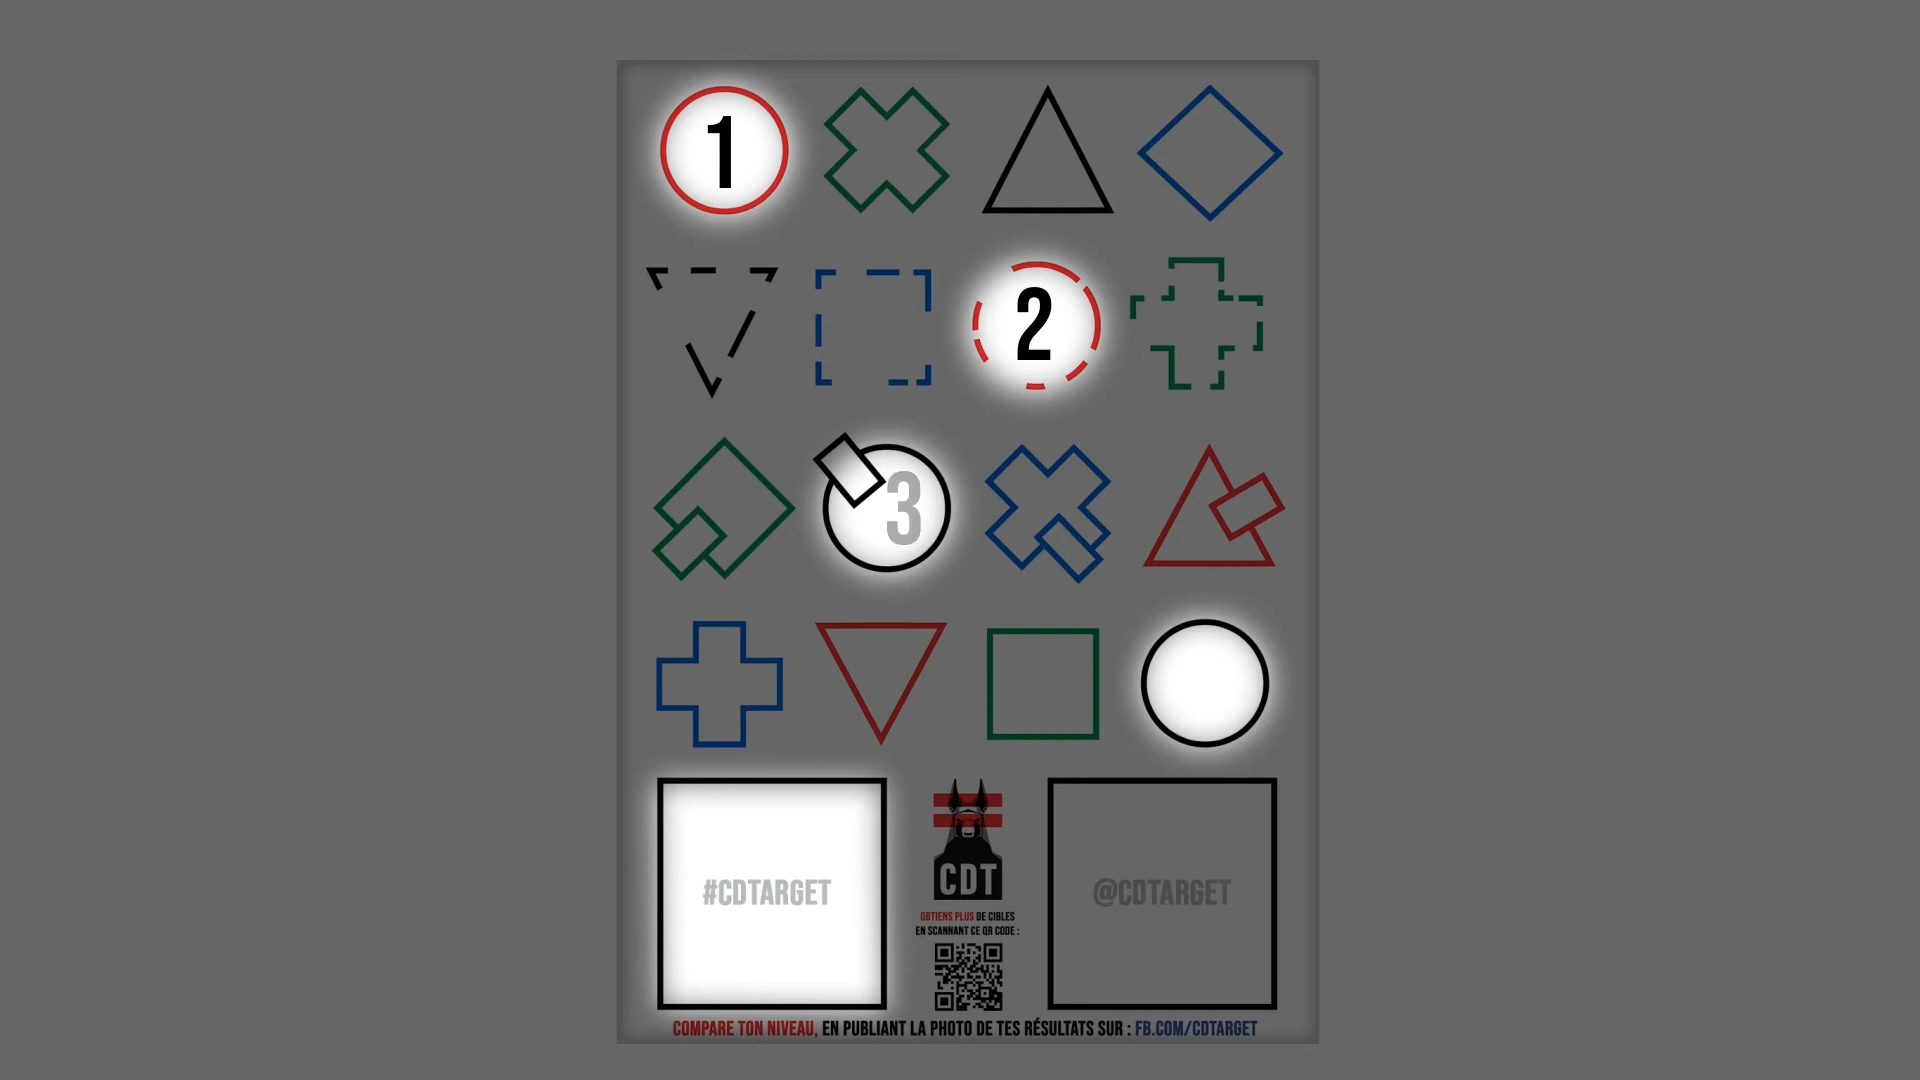 1
2
3
#CDTARGET
CDT
@CDTARGET
OBTIENS PLUS DE CIBLES
EN SCANNANT CE QR CODE :
COMPARE TON NIVEAU, EN PUBLIANT LA PHOTO DE TES RÉSULTATS SUR : FB.COM/CDTARGET